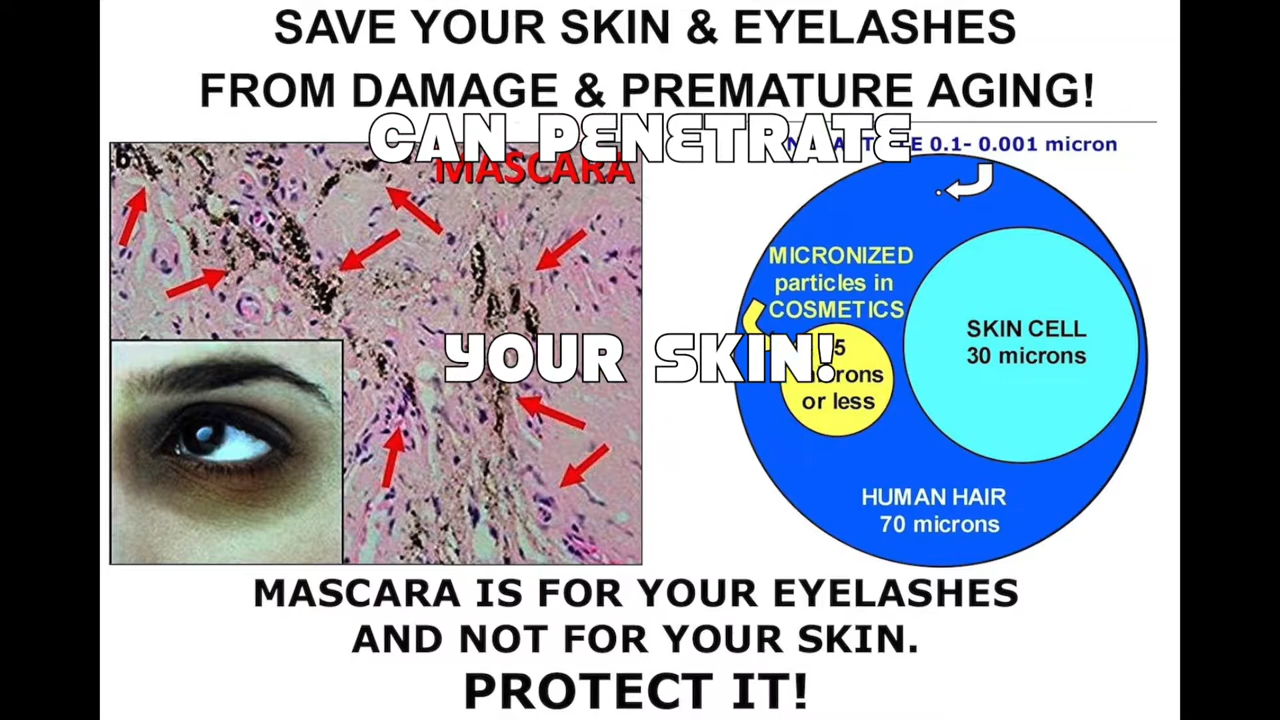 SAVE YOUR SKIN & EYELASHES
FROM DAMAGE & PREMATURE AGING!
CAN PENETRATE
0.1- 0.001 micron
MASCARA
MICRONIZED
particles in
COSMETICS
SKIN CELL
30 microns
YOUR SKIN!
or less
HUMAN HAIR
70 microns
MASCARA IS FOR YOUR EYELASHES
AND NOT FOR YOUR SKIN.
PROTECT IT!